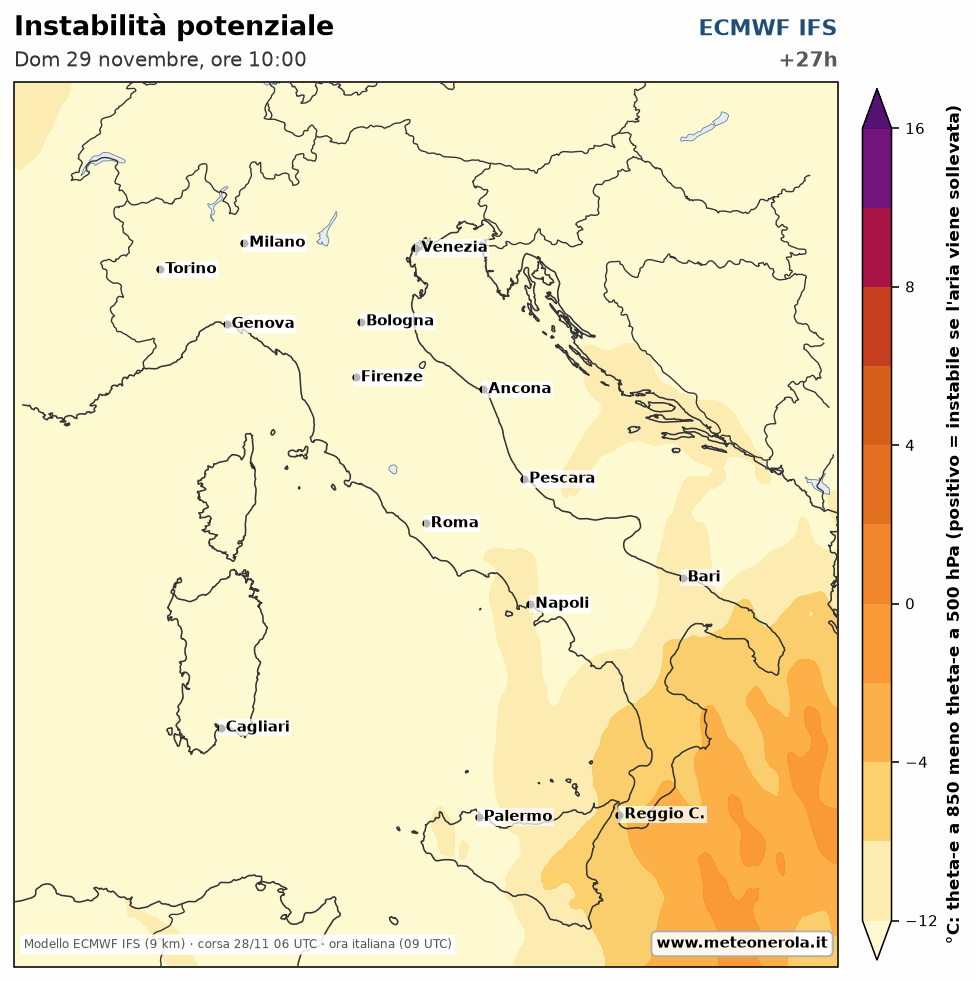 Instabilità potenziale
ECMWF IFS
Dom 29 novembre, ore 10:00
+27h
Milano
Venezia
Torino
Genova
Bologna
Firenze
Ancona
Pescara
Roma
Bari
Napoli
Cagliari
Palermo
Reggio C.
16
8
4
0
−4
−12
°C: theta-e a 850 meno theta-e a 500 hPa (positivo = instabile se l'aria viene sollevata)
Modello ECMWF IFS (9 km) · corsa 28/11 06 UTC · ora italiana (09 UTC)
www.meteonerola.it